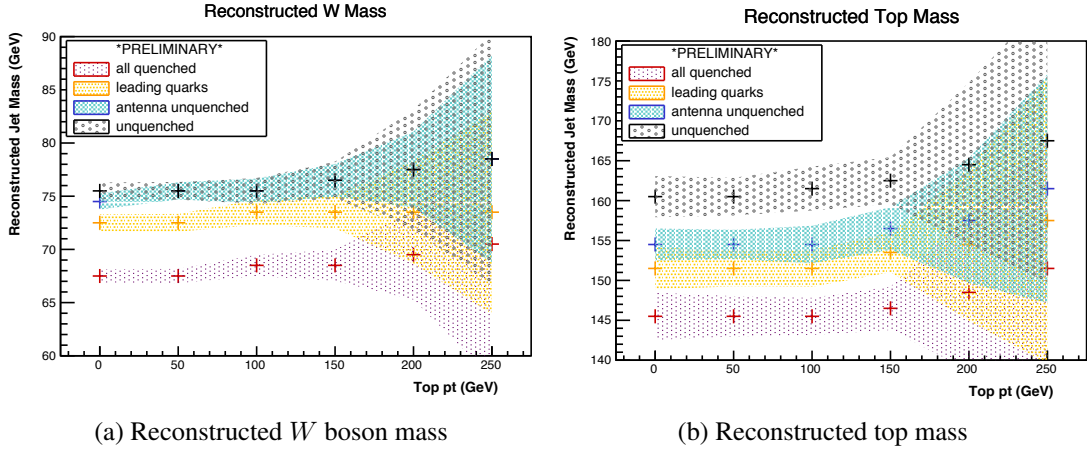 Reconstructed W Mass
Reconstructed Jet Mass (GeV)
90
85
80
75
70
65
60
*PRELIMINARY*
all quenched
leading quarks
antenna unquenched
unquenched
0 50 100 150 200 250
Top pt (GeV)
(a) Reconstructed W boson mass
Reconstructed Top Mass
Reconstructed Jet Mass (GeV)
180
175
170
165
160
155
150
145
140
*PRELIMINARY*
all quenched
leading quarks
antenna unquenched
unquenched
0 50 100 150 200 250
Top pt (GeV)
(b) Reconstructed top mass